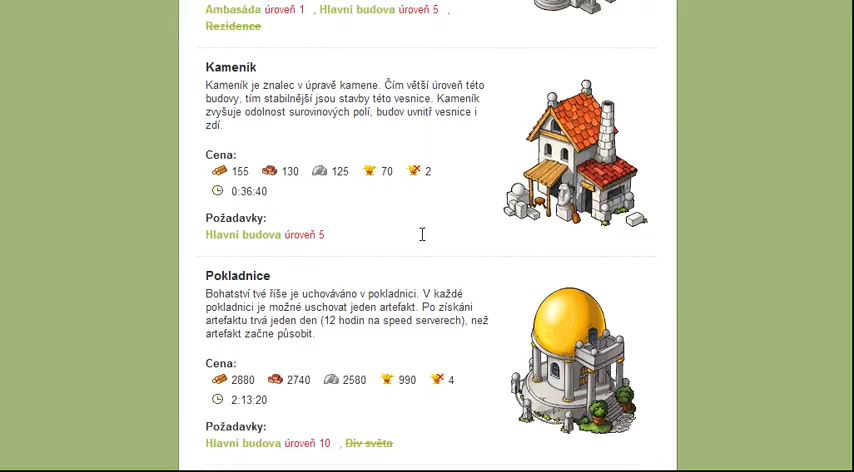 Ambasáda úroveň 1 , Hlavní budova úroveň 5 ,
Rezidence
Kameník
Kameník je znalec v úpravě kamene. Čím větší úroveň této
budovy, tím stabilnější jsou stavby této vesnice. Kameník
zvyšuje odolnost surovinových polí, budov uvnitř vesnice i
zdí.
Cena:
155 130 125 70 2
0:36:40
Požadavky:
Hlavní budova úroveň 5
Pokladnice
Bohatství tvé říše je uchováváno v pokladnici. V každé
pokladnici je možné uschovat jeden artefakt. Po získání
artefaktu trvá jeden den (12 hodin na speed serverech), než
artefakt začne působit.
Cena:
2880 2740 2580 990 4
2:13:20
Požadavky:
Hlavní budova úroveň 10 , Div světa